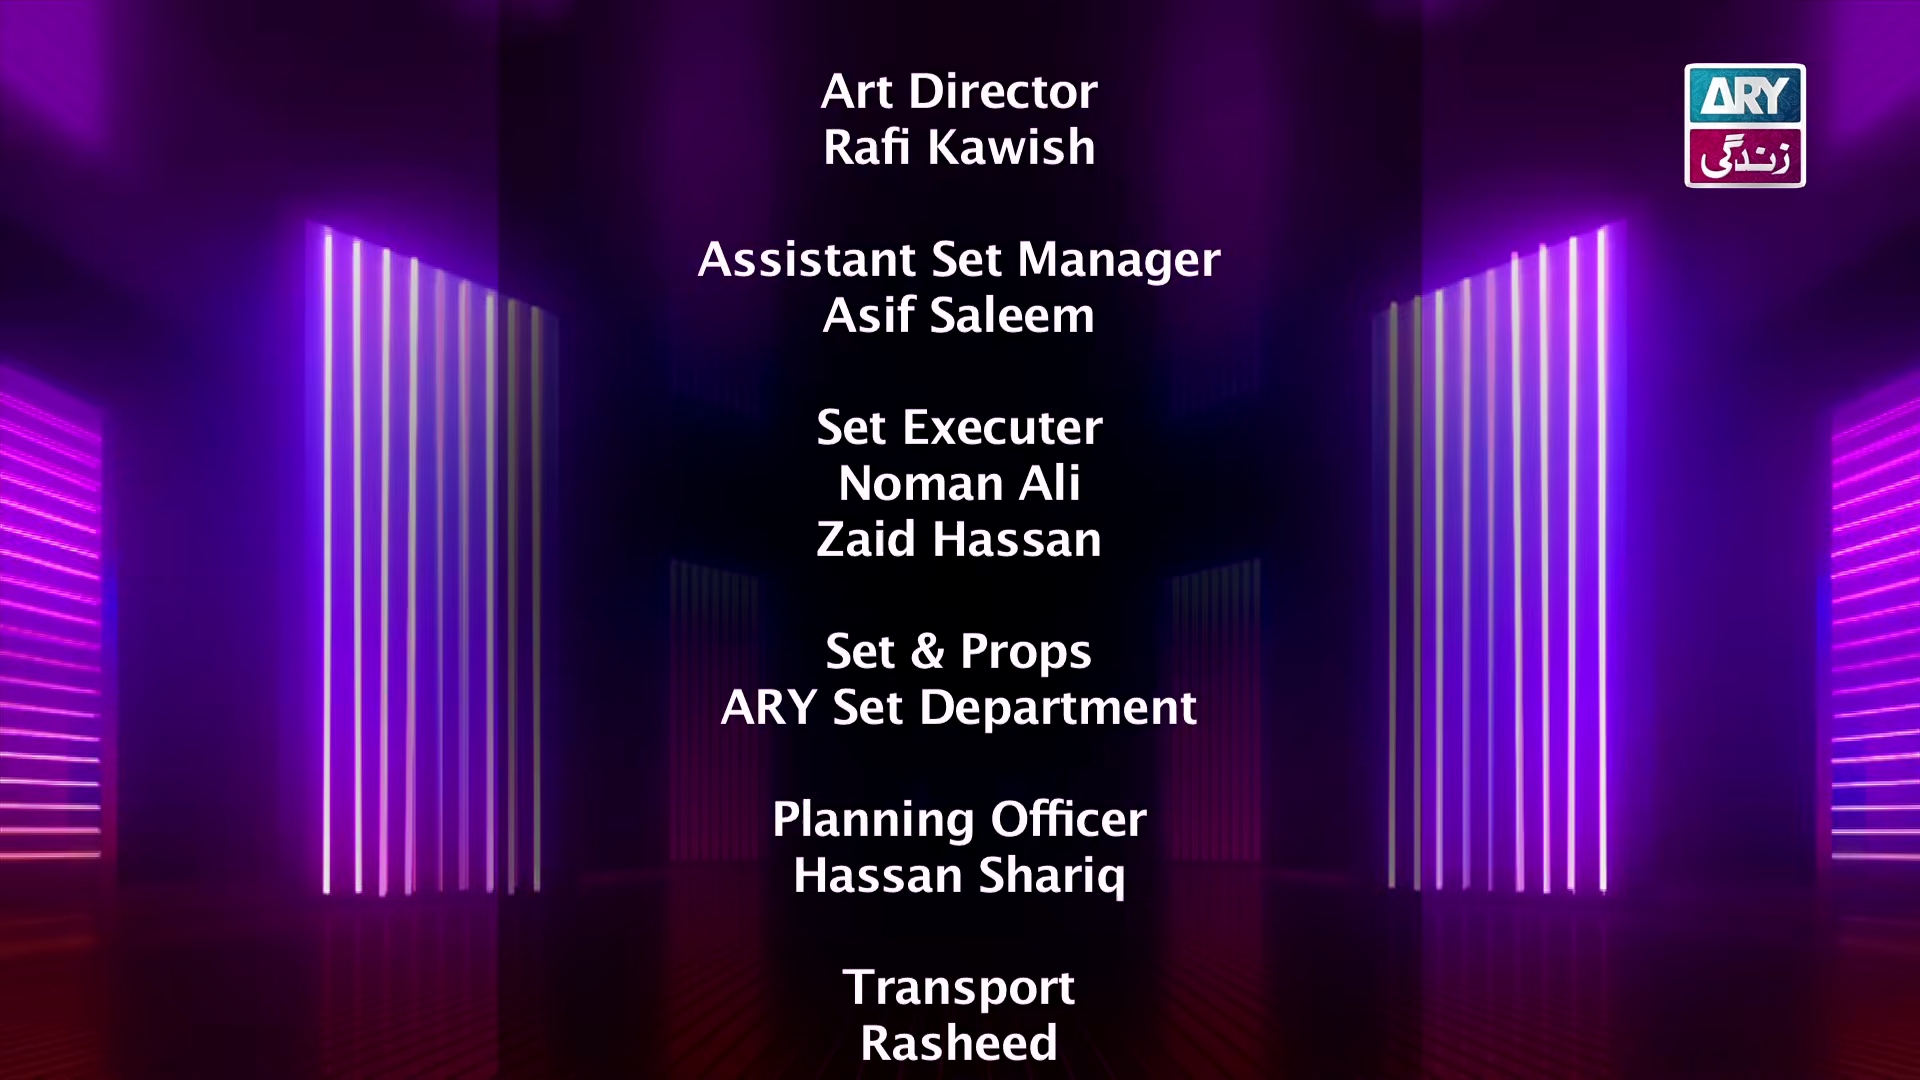 Art Director
Rafi Kawish
ARY
زندگی
Assistant Set Manager
Asif Saleem
Set Executer
Noman Ali
Zaid Hassan
Set & Props
ARY Set Department
Planning Officer
Hassan Shariq
Transport
Rasheed